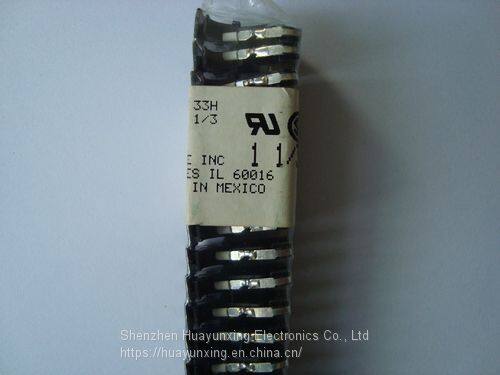 33H
1/3
E INC 1 1/
ES IL 60016
IN MEXICO
Shenzhen Huayunxing Electronics Co., Ltd
https://huayunxing.en.china.cn/